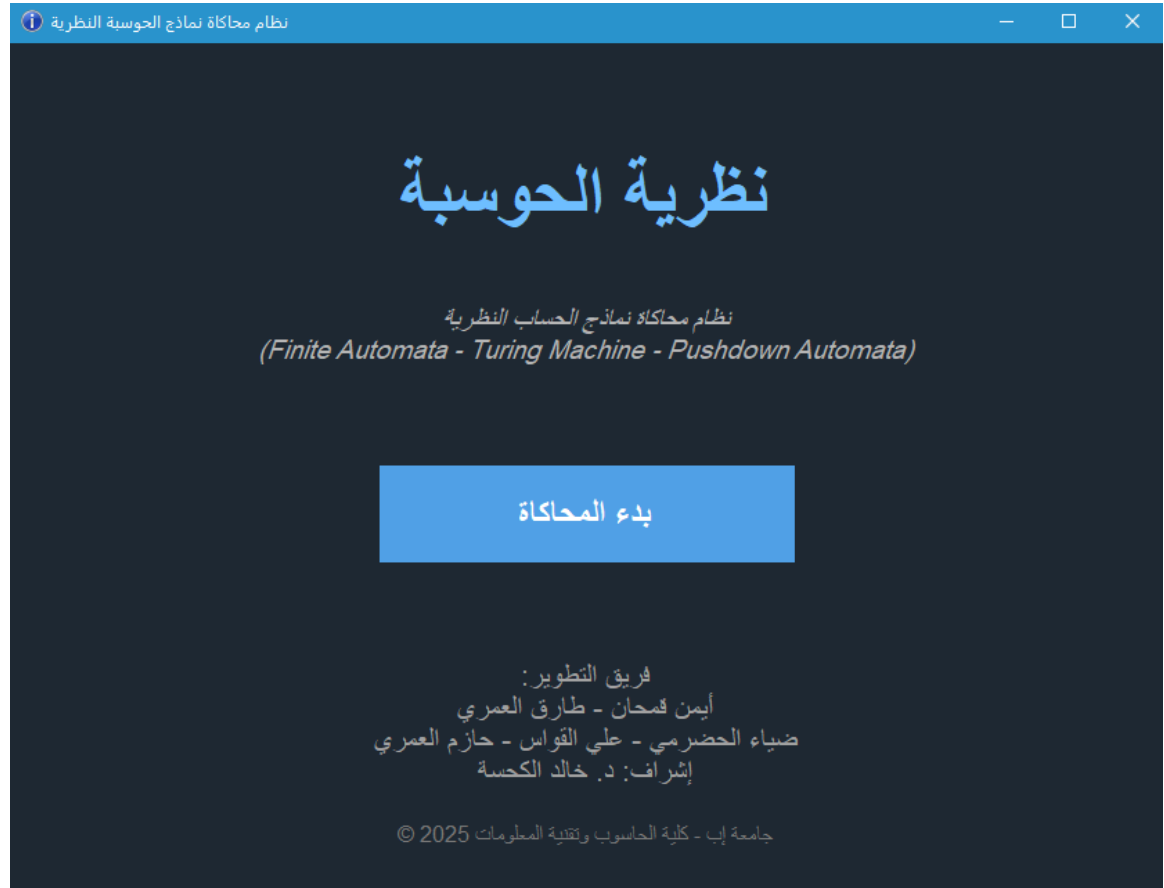 نظام محاكاة نماذج الحوسبة النظرية
نظرية الحوسبة
نظام محاكاة نماذج الحساب النظرية
(Finite Automata - Turing Machine - Pushdown Automata)
بدء المحاكاة
فريق التطوير:
أيمن قمحان - طارق العمري
ضياء الحضرمي - علي القواس - حازم العمري
إشراف: د. خالد الكحسة
جامعة إب - كلية الحاسوب وتقنية المعلومات 2025 ©